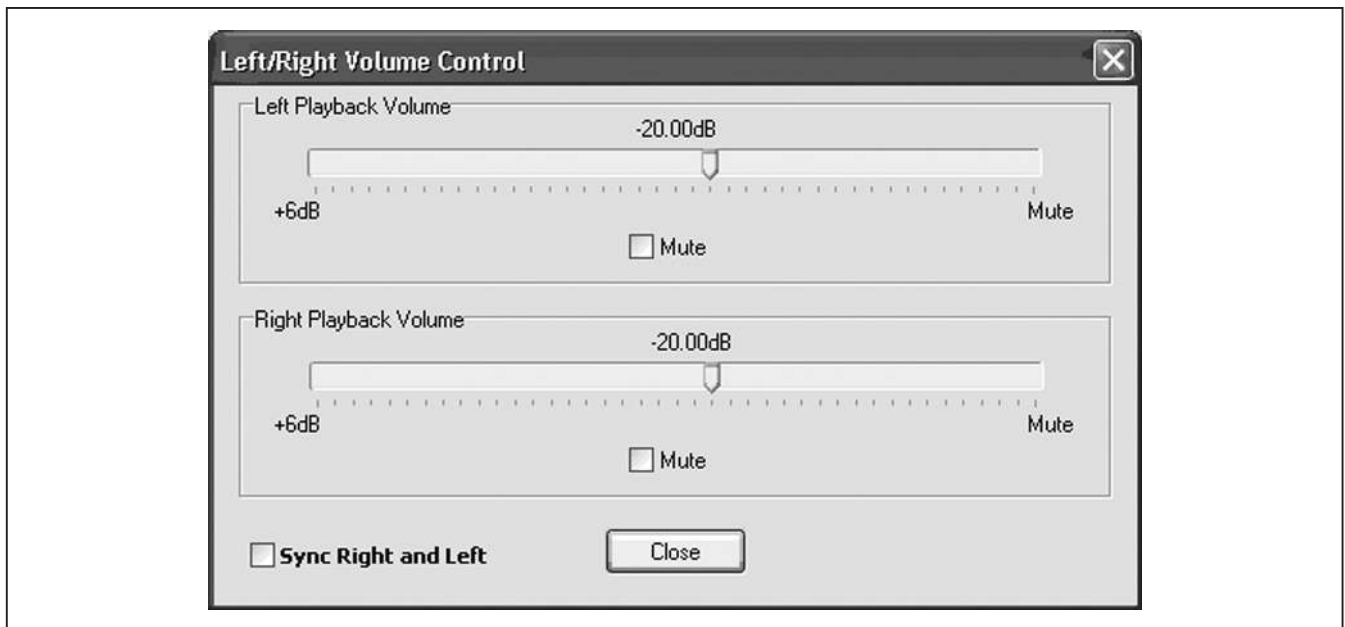 Left/Right Volume Control
Left Playback Volume
-20.00dB
+6dB Mute
Mute
Right Playback Volume
-20.00dB
+6dB Mute
Mute
Sync Right and Left Close